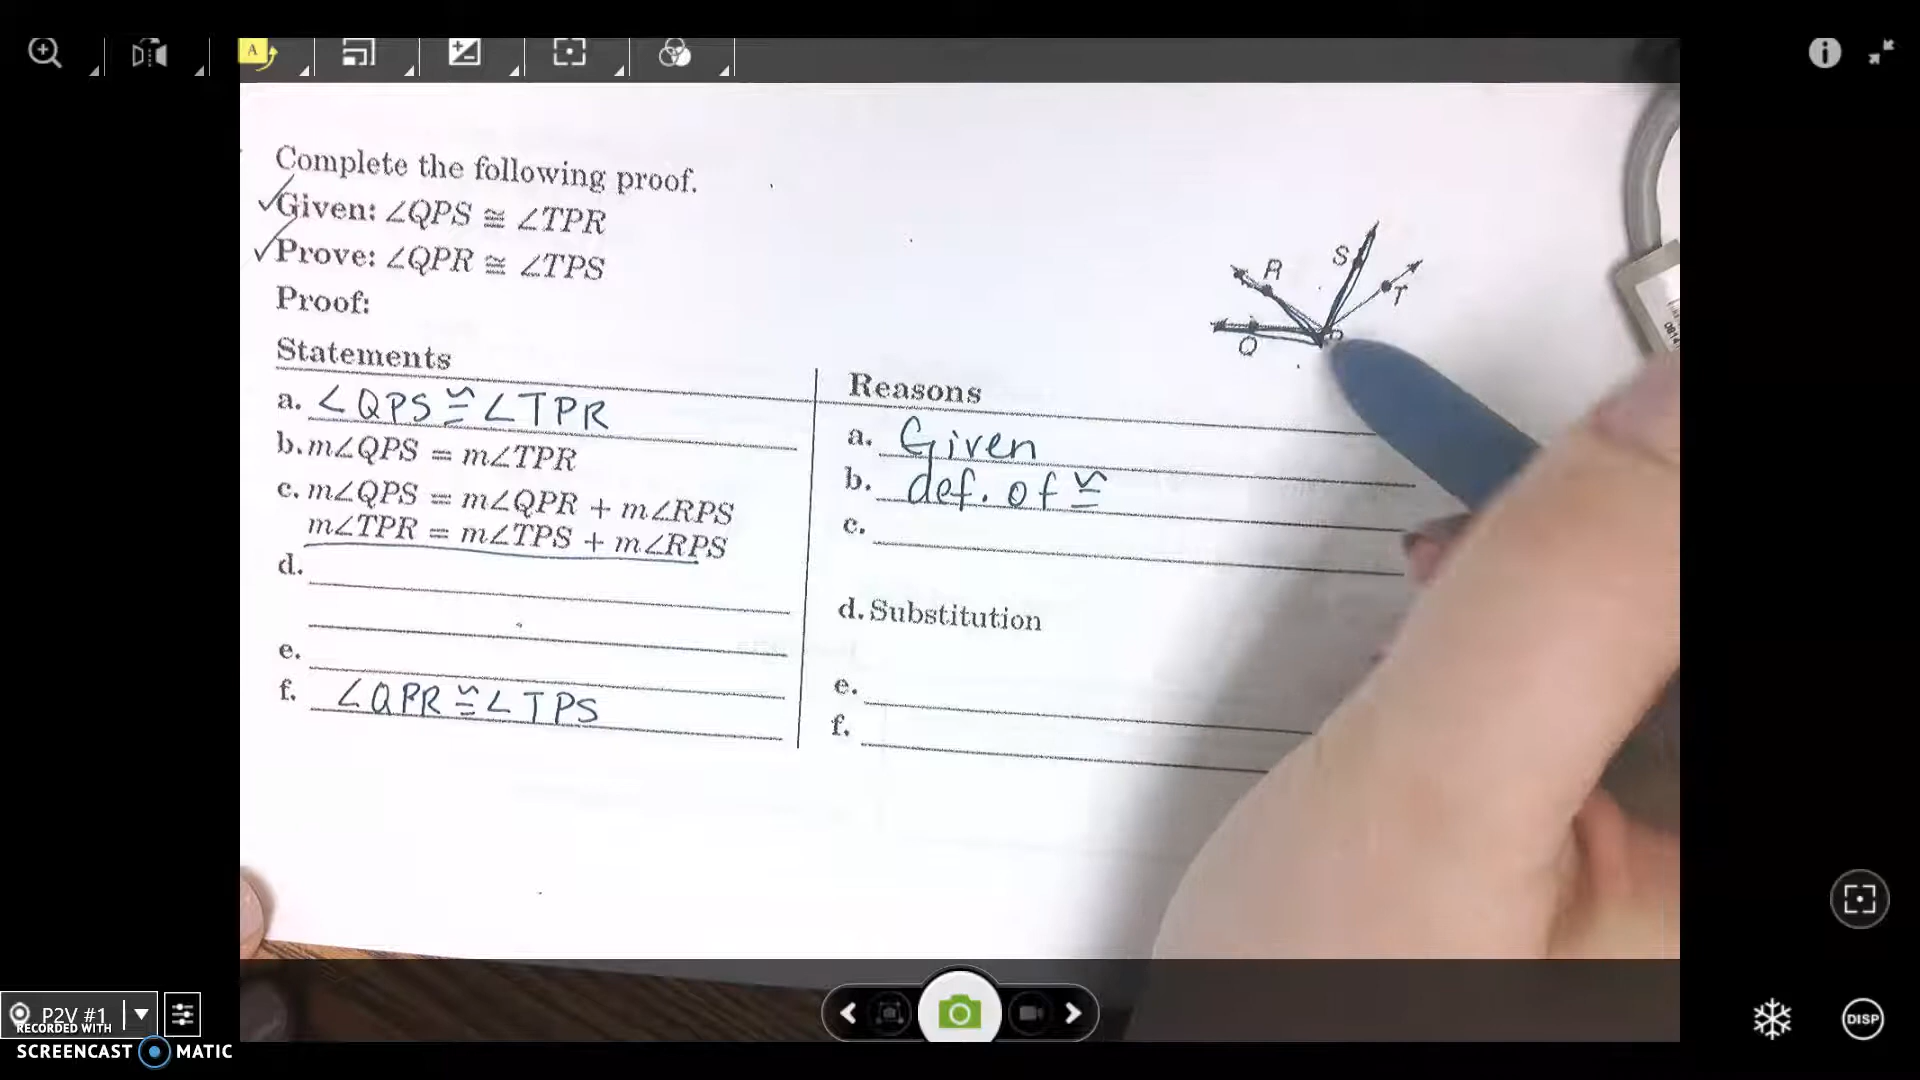 A
Complete the following proof.
Given: ∠QPS ≅ ∠TPR
Prove: ∠QPR ≅ ∠TPS
Proof:
S
R
T
Q
P
Statements
Reasons
a. ∠QPS ≅ ∠TPR
a. Given
b. m∠QPS = m∠TPR
b. def. of ≅
c. m∠QPS = m∠QPR + m∠RPS
m∠TPR = m∠TPS + m∠RPS
c.
d.
d. Substitution
e.
e.
f. ∠QPR ≅ ∠TPS
f.
P2V #1
RECORDED WITH
SCREENCAST MATIC
DISP